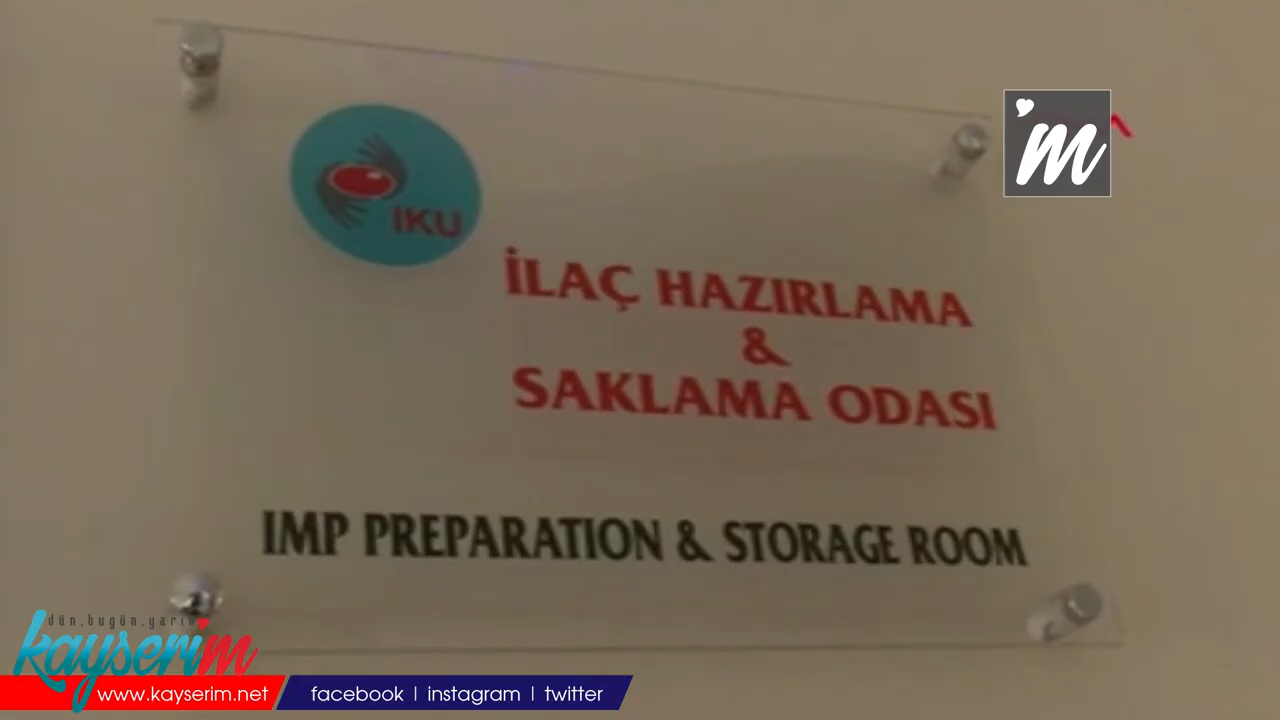 'm
IKU
İLAÇ HAZIRLAMA
&
SAKLAMA ODASI
IMP PREPARATION & STORAGE ROOM
dün.bugün.yarın
kayserim
www.kayserim.net
facebook | instagram | twitter